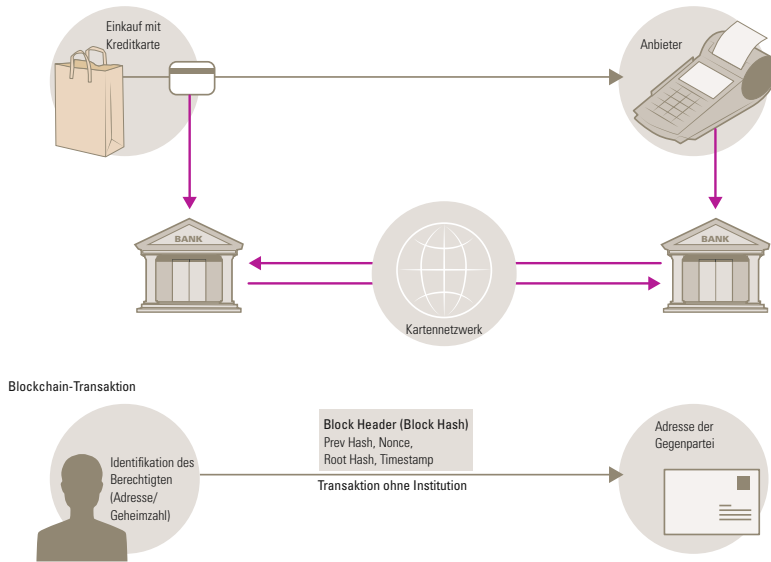 Einkauf mit
Kreditkarte
Anbieter
BANK
BANK
Kartennetzwerk
Blockchain-Transaktion
Identifikation des
Berechtigten
(Adresse/
Geheimzahl)
Block Header (Block Hash)
Prev Hash, Nonce,
Root Hash, Timestamp
Transaktion ohne Institution
Adresse der
Gegenpartei